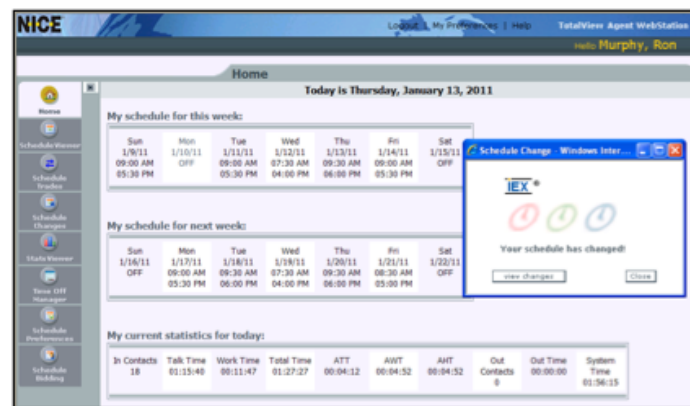 NICE
Logout | My Preferences | Help
TotalView Agent WebStation
Hello Murphy, Ron
Home
Today is Thursday, January 13, 2011
Home
Schedule Viewer
Schedule Trades
Schedule Changes
Stats Viewer
Time Off Manager
Schedule Preferences
Schedule Bidding
My schedule for this week:
Sun Mon Tue Wed Thu Fri Sat
1/9/11 1/10/11 1/11/11 1/12/11 1/13/11 1/14/11 1/15/11
09:00 AM OFF 09:00 AM 07:30 AM 09:30 AM 09:00 AM OFF
05:30 PM 05:30 PM 04:00 PM 06:00 PM 05:30 PM
Schedule Change - Windows Inter...
IEX ®
Your schedule has changed!
view changes Close
My schedule for next week:
Sun Mon Tue Wed Thu Fri Sat
1/16/11 1/17/11 1/18/11 1/19/11 1/20/11 1/21/11 1/22/11
OFF 09:00 AM 09:30 AM 07:30 AM 09:30 AM 08:30 AM OFF
05:30 PM 06:00 PM 04:00 PM 06:00 PM 05:00 PM
My current statistics for today:
In Contacts Talk Time Work Time Total Time ATT AWT AHT Out Contacts Out Time System Time
18 01:15:40 00:11:47 01:27:27 00:04:12 00:04:52 00:04:52 0 00:00:00 01:56:15